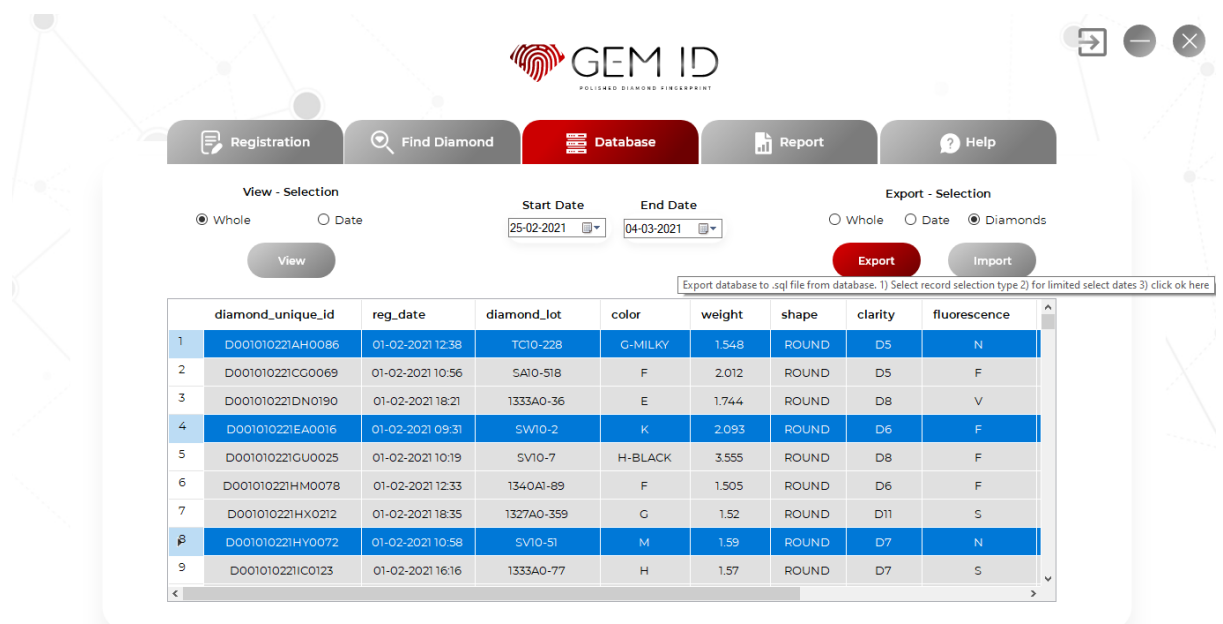 GEM ID
POLISHED DIAMOND FINGERPRINT
Registration Find Diamond Database Report Help
View - Selection
Whole Date
View
Start Date End Date
25-02-2021 04-03-2021
Export - Selection
Whole Date Diamonds
Export Import
Export database to .sql file from database. 1) Select record selection type 2) for limited select dates 3) click ok here
diamond_unique_id reg_date diamond_lot color weight shape clarity fluorescence
1 D001010221AH0086 01-02-2021 12:38 TC10-228 G-MILKY 1.548 ROUND D5 N
2 D001010221CG0069 01-02-2021 10:56 SA10-518 F 2.012 ROUND D5 F
3 D001010221DN0190 01-02-2021 18:21 1333A0-36 E 1.744 ROUND D8 V
4 D001010221EA0016 01-02-2021 09:31 SW10-2 K 2.093 ROUND D6 F
5 D001010221GU0025 01-02-2021 10:19 SV10-7 H-BLACK 3.555 ROUND D8 F
6 D001010221HM0078 01-02-2021 12:33 1340A1-89 F 1.505 ROUND D6 F
7 D001010221HX0212 01-02-2021 18:35 1327A0-359 G 1.52 ROUND D11 S
8 D001010221HY0072 01-02-2021 10:58 SV10-51 M 1.59 ROUND D7 N
9 D001010221IC0123 01-02-2021 16:16 1333A0-77 H 1.57 ROUND D7 S